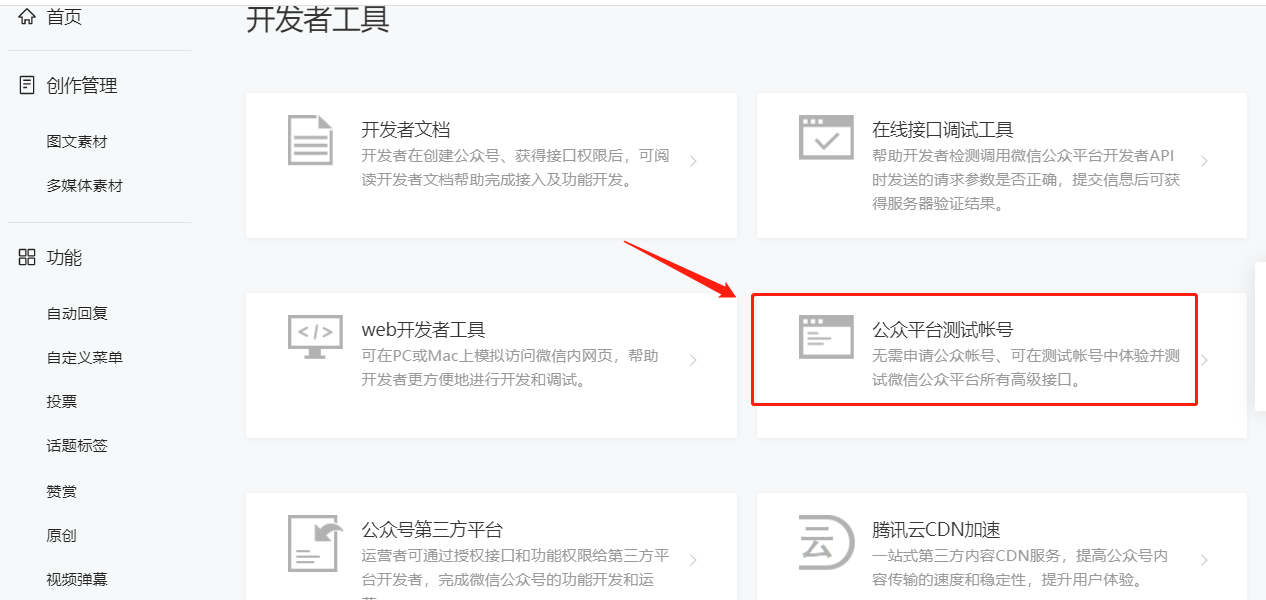 首页
开发者工具
创作管理
图文素材
多媒体素材
功能
自动回复
自定义菜单
投票
话题标签
赞赏
原创
视频弹幕
开发者文档
开发者在创建公众号、获得接口权限后，可阅
读开发者文档帮助完成接入及功能开发。
在线接口调试工具
帮助开发者检测调用微信公众平台开发者API
时发送的请求参数是否正确，提交信息后可获
得服务器验证结果。
web开发者工具
可在PC或Mac上模拟访问微信内网页，帮助
开发者更方便地进行开发和调试。
公众平台测试帐号
无需申请公众帐号、可在测试帐号中体验并测
试微信公众平台所有高级接口。
公众号第三方平台
运营者可通过授权接口和功能权限给第三方平
台开发者，完成微信公众号的功能开发和运
云
腾讯云CDN加速
一站式第三方内容CDN服务，提高公众号内
容传输的速度和稳定性，提升用户体验。